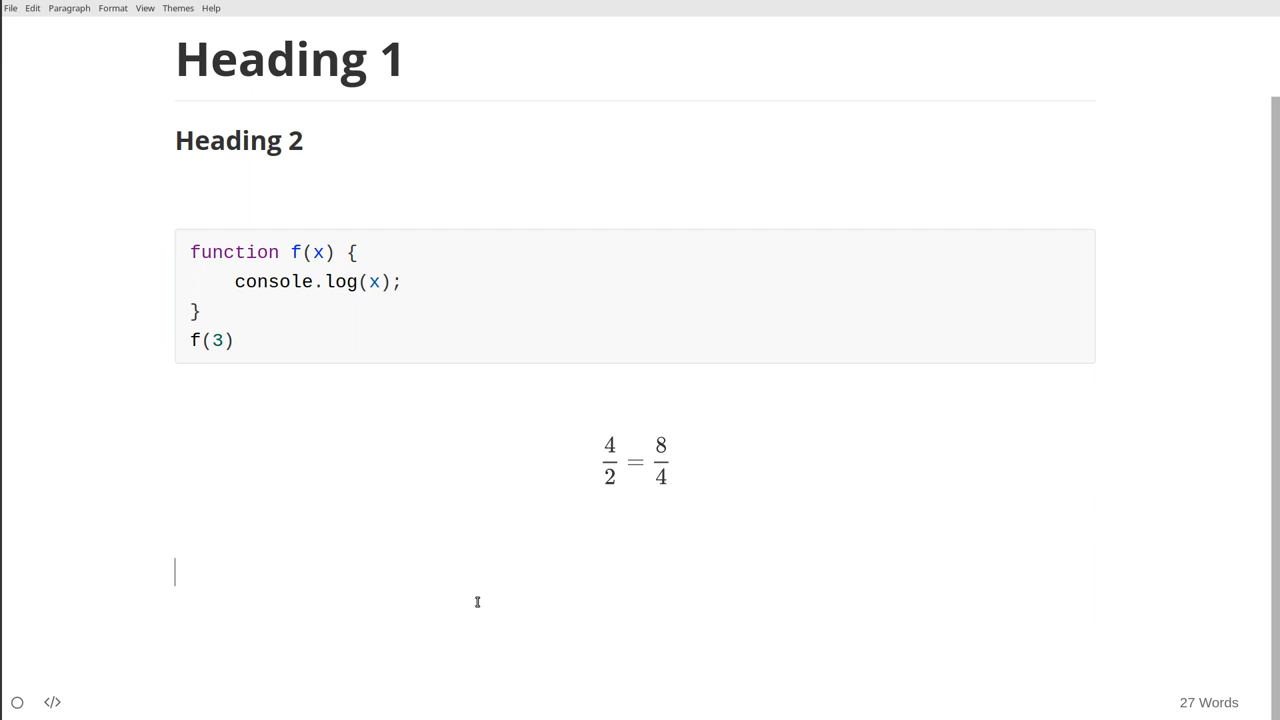 File Edit Paragraph Format View Themes Help
Heading 1
Heading 2
function f(x) {
    console.log(x);
}
f(3)
4/2 = 8/4
</> 27 Words